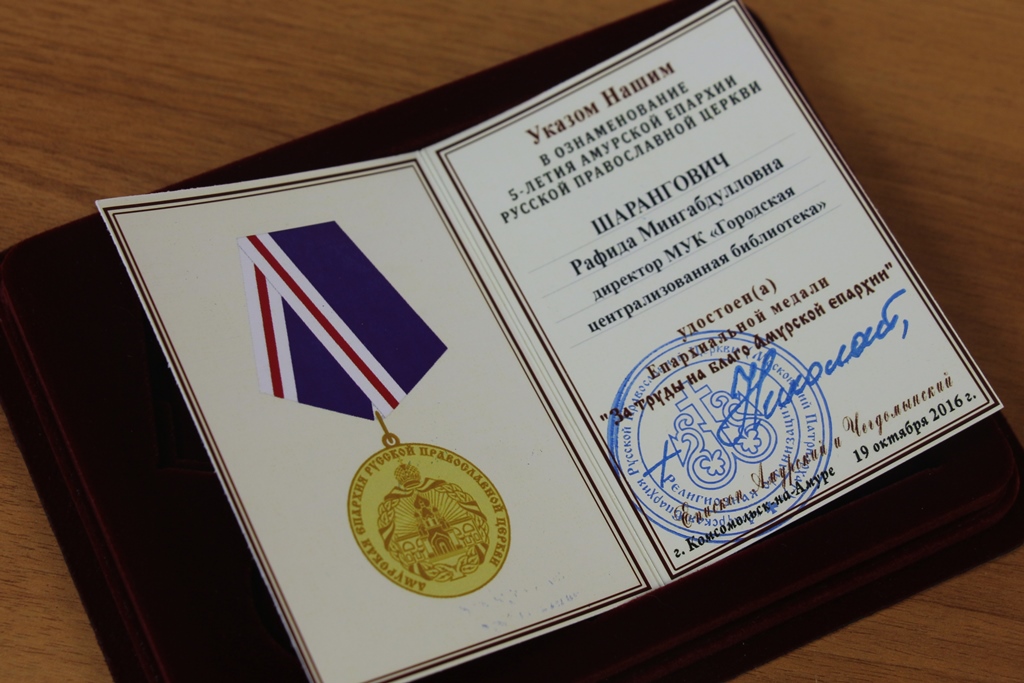 АМУРСКАЯ ЕПАРХИЯ РУССКОЙ ПРАВОСЛАВНОЙ ЦЕРКВИ
Указом Нашим
В ОЗНАМЕНОВАНИЕ
5-ЛЕТИЯ АМУРСКОЙ ЕПАРХИИ
РУССКОЙ ПРАВОСЛАВНОЙ ЦЕРКВИ
ШАРАНГОВИЧ
Рафида Мингабдулловна
директор МУК «Городская
централизованная библиотека»
удостоен(а)
Епархиальной медали
"За труды на благо Амурской епархии"
Николай,
Епископ Амурский и Чегдомынский
г. Комсомольск-на-Амуре 19 октября 2016 г.